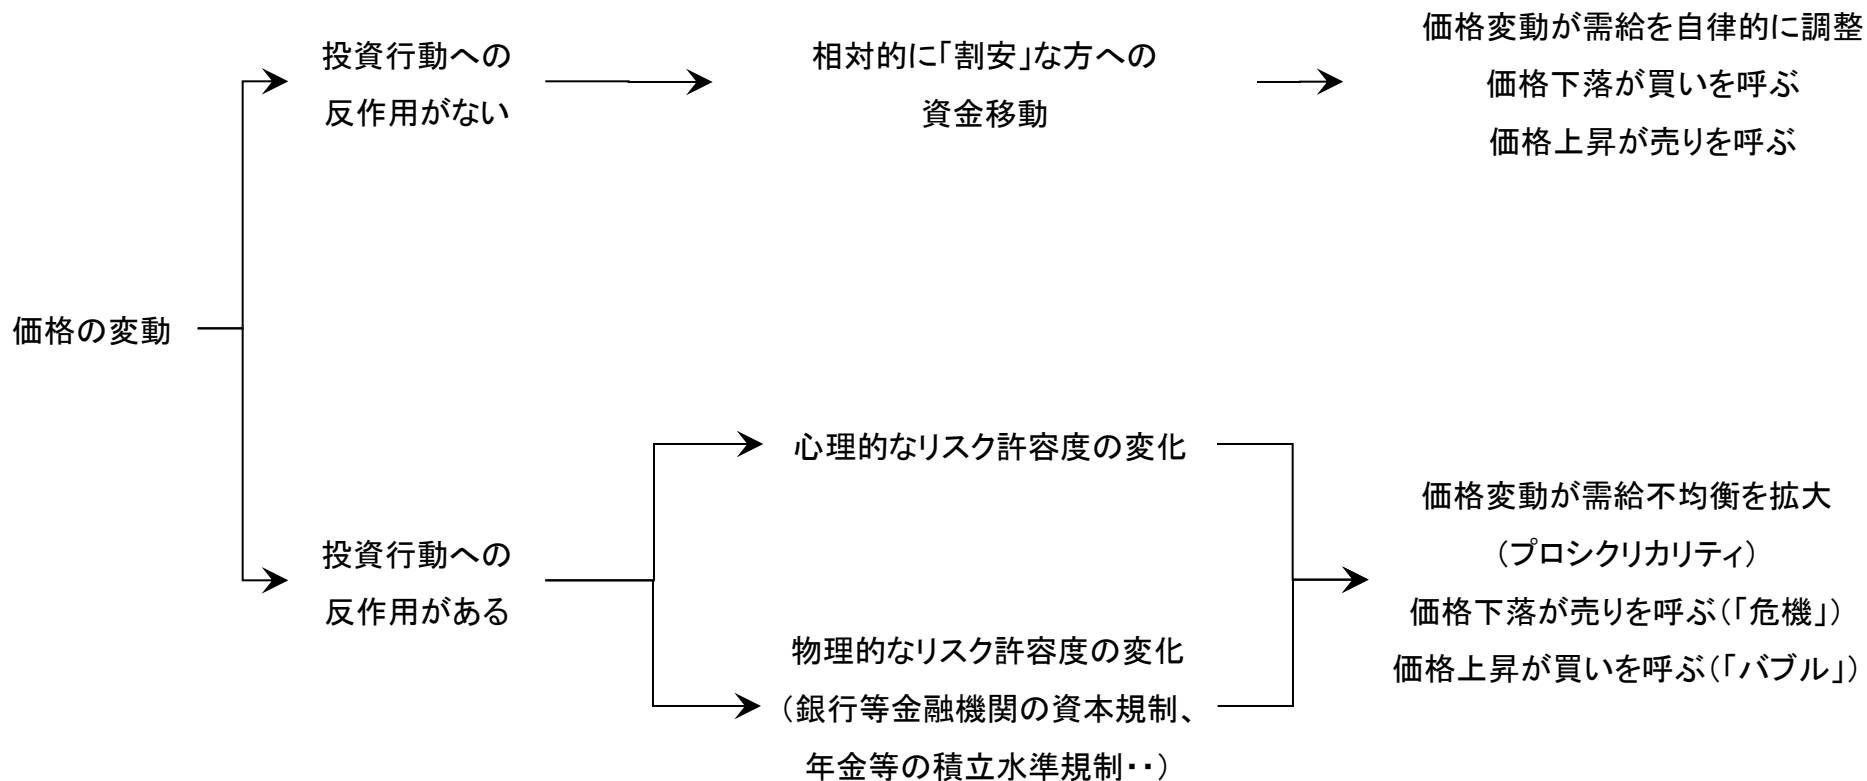 価格の変動
投資行動への
反作用がない
相対的に「割安」な方への
資金移動
価格変動が需給を自律的に調整
価格下落が買いを呼ぶ
価格上昇が売りを呼ぶ
投資行動への
反作用がある
心理的なリスク許容度の変化
物理的なリスク許容度の変化
（銀行等金融機関の資本規制、
年金等の積立水準規制・・）
価格変動が需給不均衡を拡大
（プロシクリカリティ）
価格下落が売りを呼ぶ（「危機」）
価格上昇が買いを呼ぶ（「バブル」）